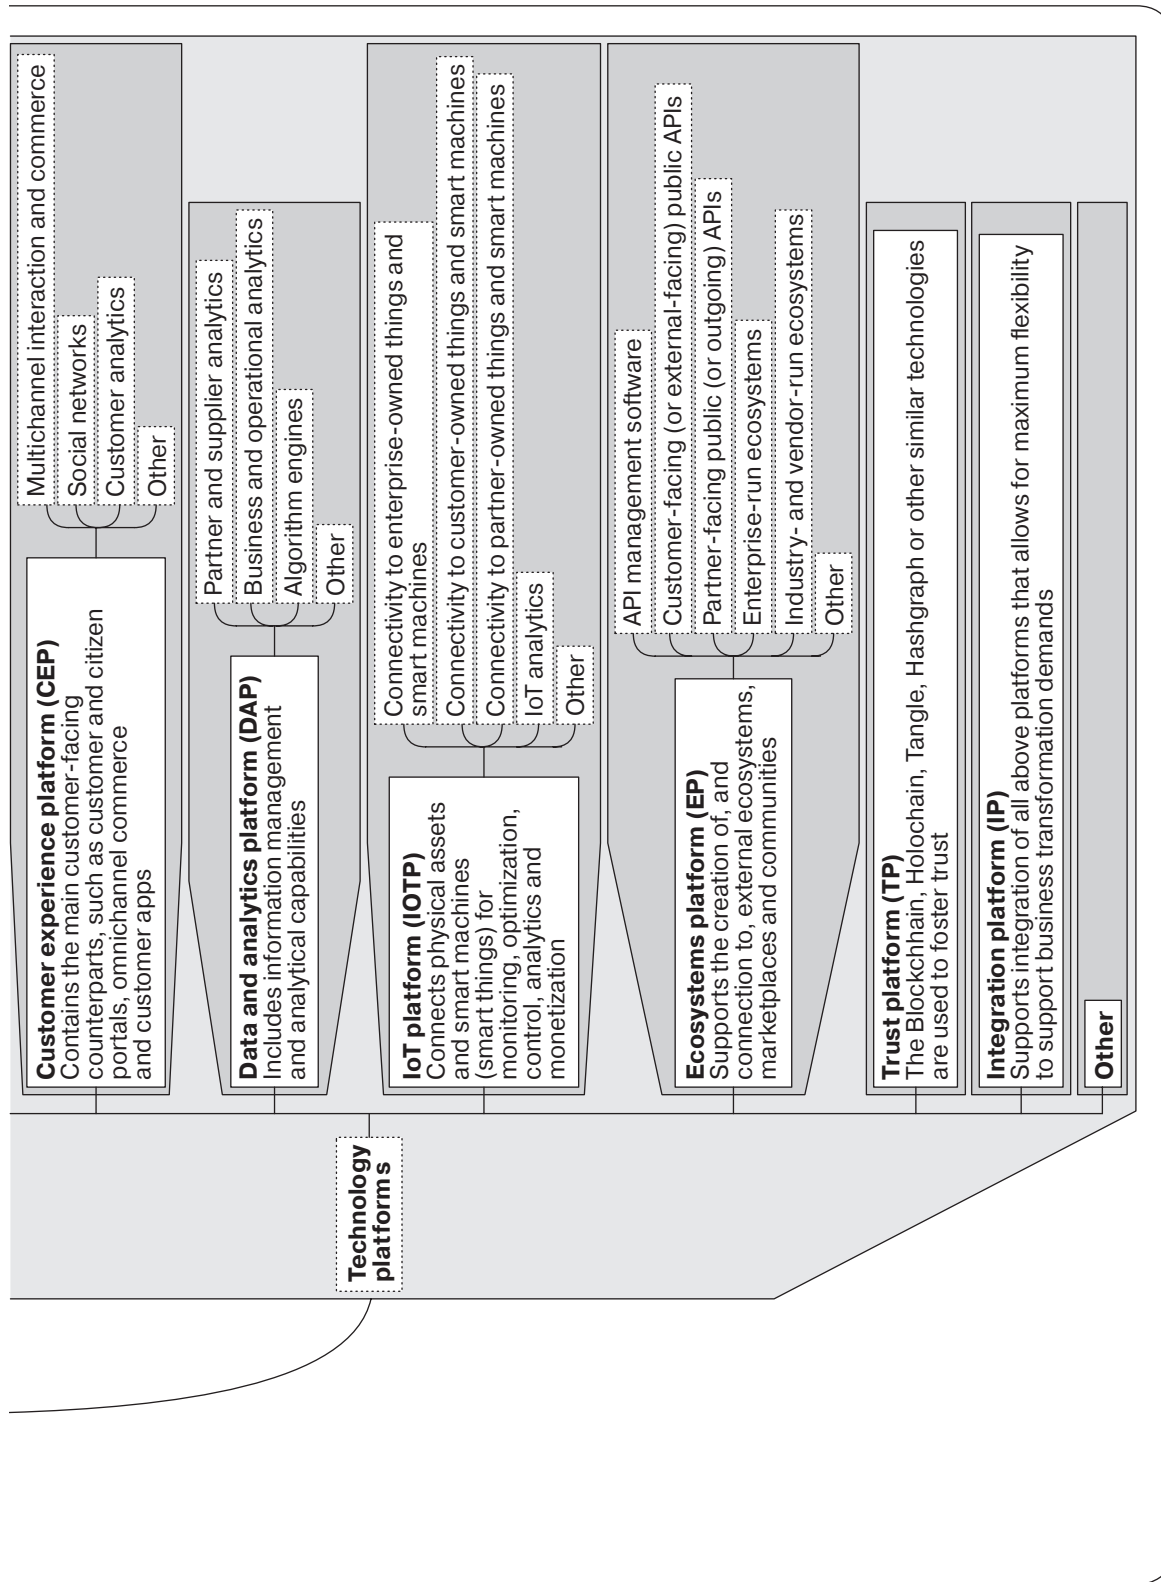 Technology
platforms
Customer experience platform (CEP)
Contains the main customer-facing
counterparts, such as customer and citizen
portals, omnichannel commerce
and customer apps
Multichannel interaction and commerce
Social networks
Customer analytics
Other
Data and analytics platform (DAP)
Includes information management
and analytical capabilities
Partner and supplier analytics
Business and operational analytics
Algorithm engines
Other
IoT platform (IOTP)
Connects physical assets
and smart machines
(smart things) for
monitoring, optimization,
control, analytics and
monetization
Connectivity to enterprise-owned things and
smart machines
Connectivity to customer-owned things and smart machines
Connectivity to partner-owned things and smart machines
IoT analytics
Other
Ecosystems platform (EP)
Supports the creation of, and
connection to, external ecosystems,
marketplaces and communities
API management software
Customer-facing (or external-facing) public APIs
Partner-facing public (or outgoing) APIs
Enterprise-run ecosystems
Industry- and vendor-run ecosystems
Other
Trust platform (TP)
The Blockchhain, Holochain, Tangle, Hashgraph or other similar technologies
are used to foster trust
Integration platform (IP)
Supports integration of all above platforms that allows for maximum flexibility
to support business transformation demands
Other